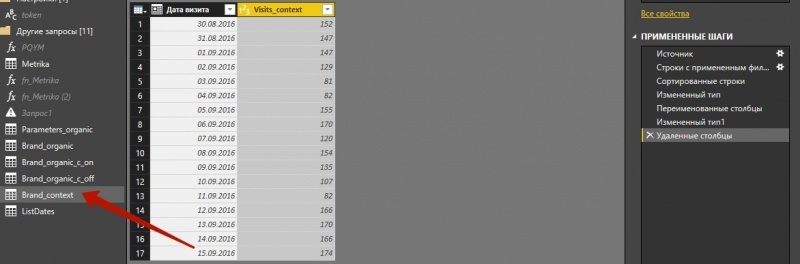 Настройки [1]
ABC token
Другие запросы [11]
fx PQYM
Metrika
fx fn_Metrika
fx fn_Metrika (2)
Запрос1
Parameters_organic
Brand_organic
Brand_organic_c_on
Brand_organic_c_off
Brand_context
ListDates
Дата визита 123 Visits_context
1 30.08.2016 152
2 31.08.2016 147
3 01.09.2016 147
4 02.09.2016 129
5 03.09.2016 81
6 04.09.2016 82
7 05.09.2016 155
8 06.09.2016 170
9 07.09.2016 120
10 08.09.2016 154
11 09.09.2016 135
12 10.09.2016 107
13 11.09.2016 82
14 12.09.2016 166
15 13.09.2016 170
16 14.09.2016 166
17 15.09.2016 174
Все свойства
ПРИМЕНЕННЫЕ ШАГИ
Источник
Строки с примененным фил...
Сортированные строки
Измененный тип
Переименованные столбцы
Измененный тип1
Удаленные столбцы